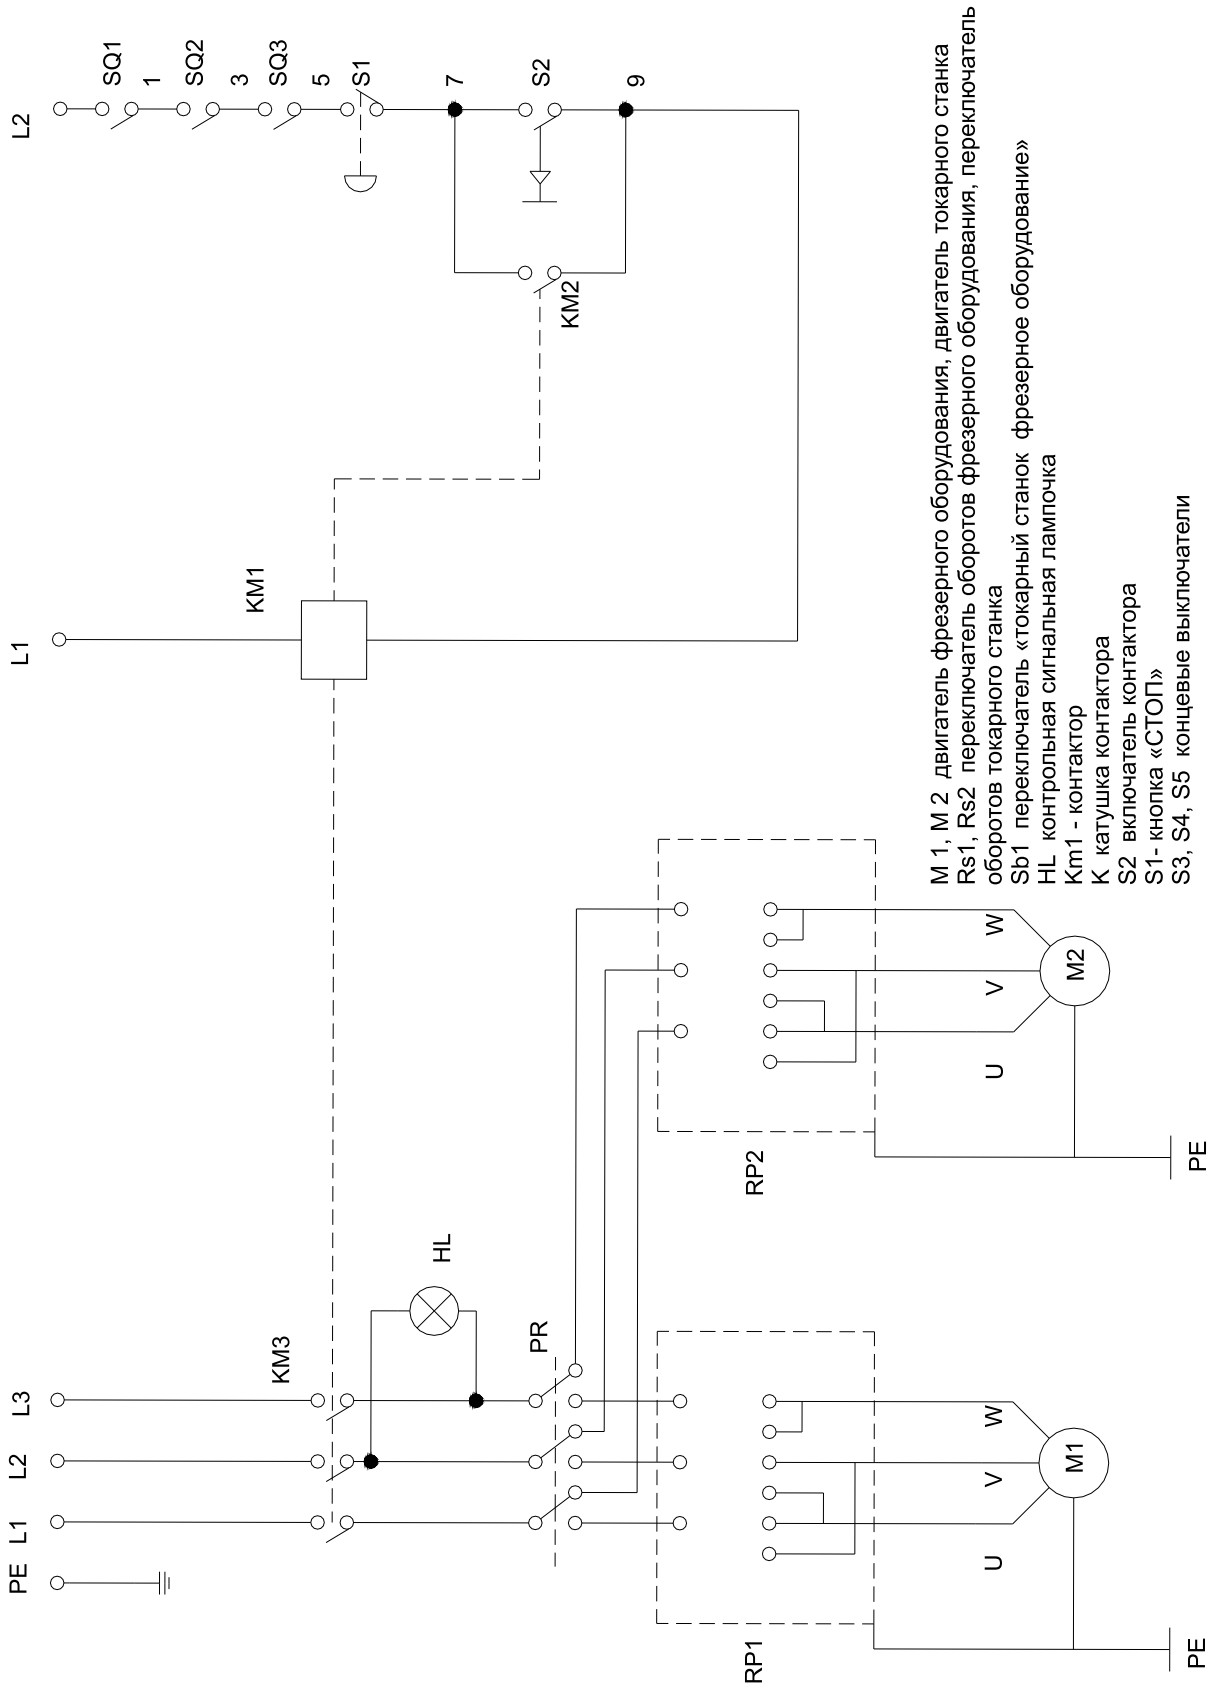 PE
L1
L2
L3
KM3
HL
PR
RP1
U
V
W
M1
PE
RP2
U
V
W
M2
PE
L1
KM1
KM2
L2
SQ1
1
SQ2
3
SQ3
5
S1
7
S2
9
M 1, M 2 двигатель фрезерного оборудования, двигатель токарного станка
Rs1, Rs2 переключатель оборотов фрезерного оборудования, переключатель
оборотов токарного станка
Sb1 переключатель «токарный станок фрезерное оборудование»
HL контрольная сигнальная лампочка
Km1 - контактор
K катушка контактора
S2 включатель контактора
S1- кнопка «СТОП»
S3, S4, S5 концевые выключатели